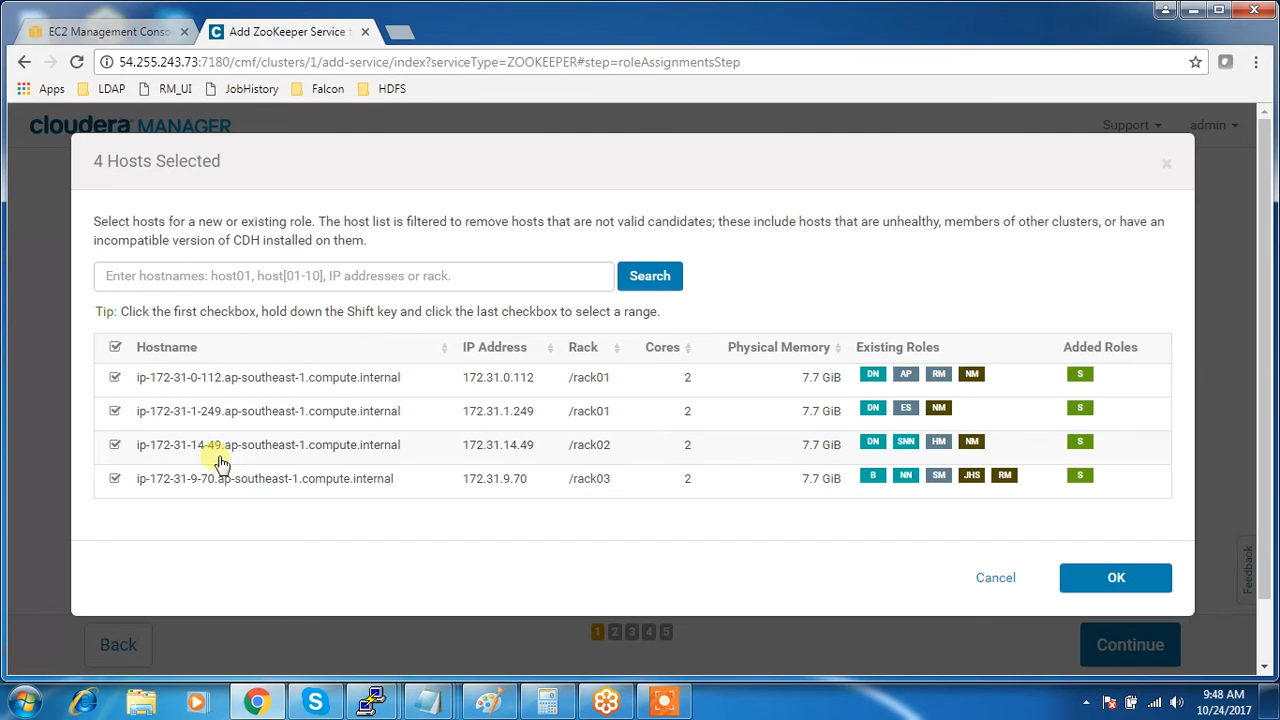 EC2 Management Conso
Add ZooKeeper Service t
54.255.243.73:7180/cmf/clusters/1/add-service/index?serviceType=ZOOKEEPER#step=roleAssignmentsStep
Apps LDAP RM_UI JobHistory Falcon HDFS
cloudera MANAGER Support admin
4 Hosts Selected
Select hosts for a new or existing role. The host list is filtered to remove hosts that are not valid candidates; these include hosts that are unhealthy, members of other clusters, or have an
incompatible version of CDH installed on them.
Enter hostnames: host01, host[01-10], IP addresses or rack. Search
Tip: Click the first checkbox, hold down the Shift key and click the last checkbox to select a range.
Hostname IP Address Rack Cores Physical Memory Existing Roles Added Roles
ip-172-31-0-112.ap-southeast-1.compute.internal 172.31.0.112 /rack01 2 7.7 GiB DN AP RM NM S
ip-172-31-1-249.ap-southeast-1.compute.internal 172.31.1.249 /rack01 2 7.7 GiB DN ES NM S
ip-172-31-14-49.ap-southeast-1.compute.internal 172.31.14.49 /rack02 2 7.7 GiB DN SNN HM NM S
ip-172-31-9-70.ap-southeast-1.compute.internal 172.31.9.70 /rack03 2 7.7 GiB B NN SM JHS RM S
Feedback
Cancel OK
Back 1 2 3 4 5 Continue
9:48 AM
10/24/2017